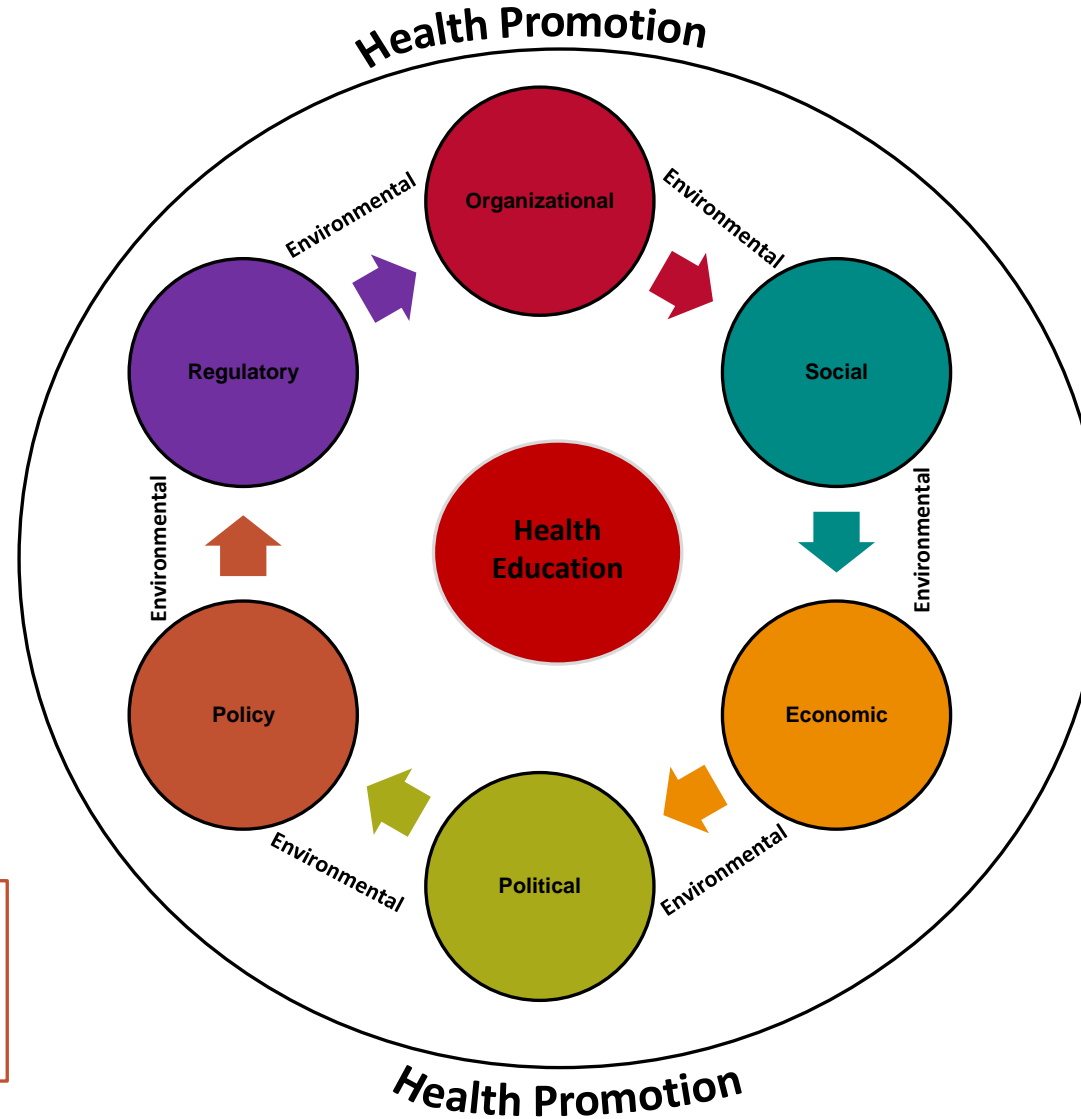 Health Promotion
Environmental
Organizational
Environmental
Regulatory
Social
Environmental
Health
Education
Environmental
Policy
Economic
Environmental
Political
Environmental
Health Promotion